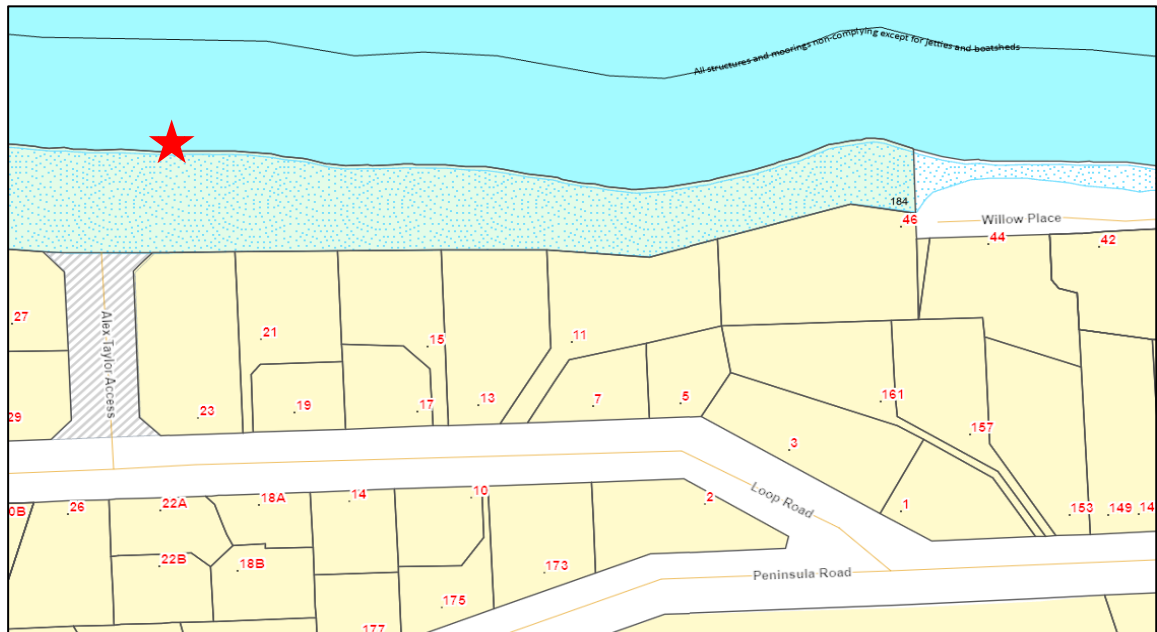 All structures and moorings non-complying except for jetties and boatsheds
184
46
Willow Place
44
42
27
Alex Taylor Access
21
15
11
29
23
19
17
13
7
5
161
157
3
1
Loop Road
0B
26
22A
18A
14
10
2
153
149
14
22B
18B
173
Peninsula Road
175
177